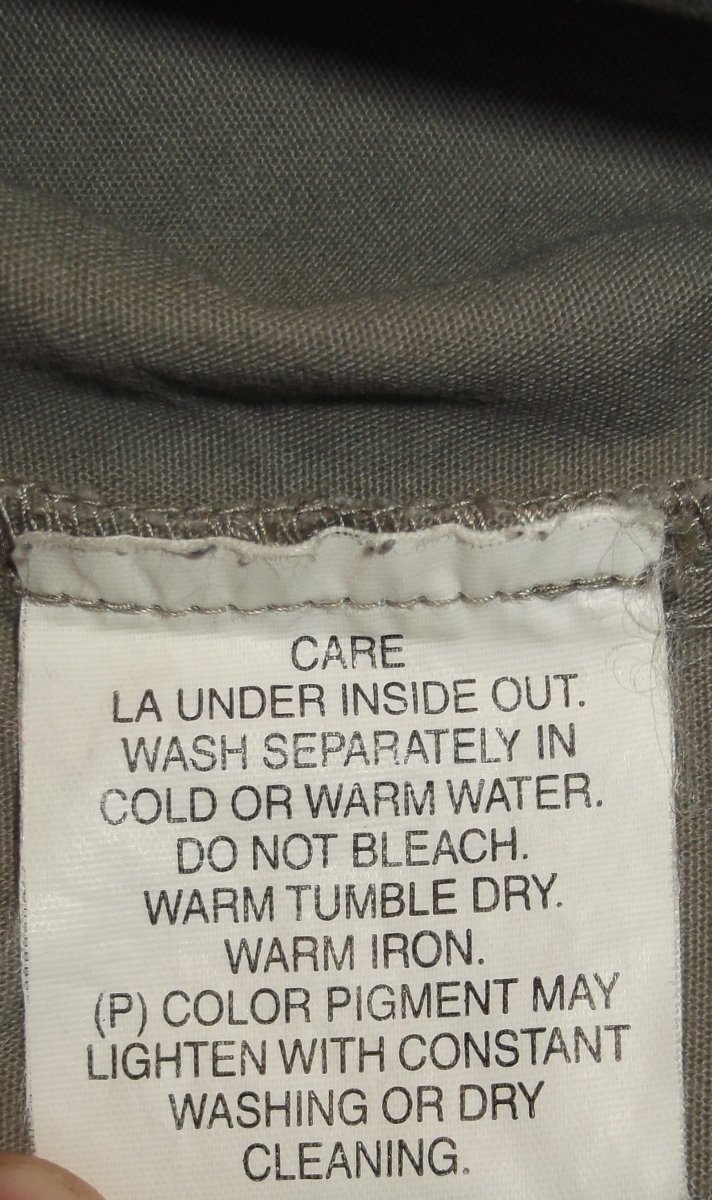 CARE
LA UNDER INSIDE OUT.
WASH SEPARATELY IN
COLD OR WARM WATER.
DO NOT BLEACH.
WARM TUMBLE DRY.
WARM IRON.
(P) COLOR PIGMENT MAY
LIGHTEN WITH CONSTANT
WASHING OR DRY
CLEANING.